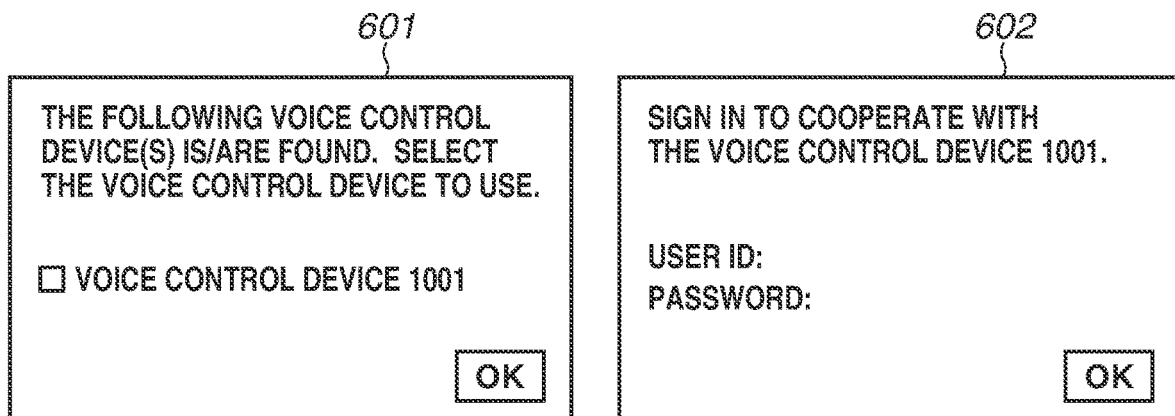 601
THE FOLLOWING VOICE CONTROL
DEVICE(S) IS/ARE FOUND. SELECT
THE VOICE CONTROL DEVICE TO USE.
☐ VOICE CONTROL DEVICE 1001
OK
602
SIGN IN TO COOPERATE WITH
THE VOICE CONTROL DEVICE 1001.
USER ID:
PASSWORD:
OK